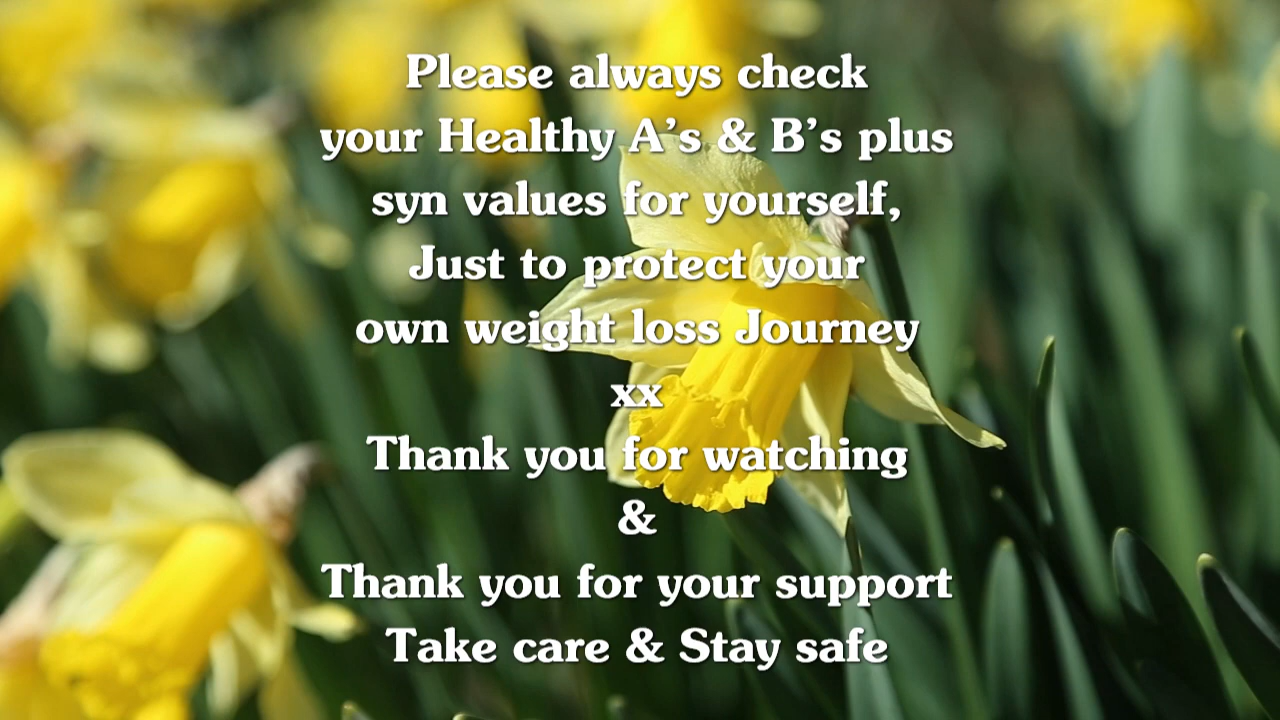 Please always check
your Healthy A’s & B’s plus
syn values for yourself,
Just to protect your
own weight loss Journey
xx
Thank you for watching
&
Thank you for your support
Take care & Stay safe